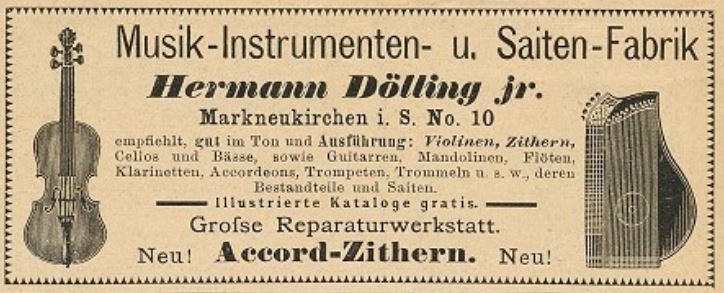 Musik-Instrumenten- u. Saiten-Fabrik
Hermann Dölling jr.
Markneukirchen i. S. No. 10
empfiehlt, gut im Ton und Ausführung: Violinen, Zithern,
Cellos und Bässe, sowie Guitarren, Mandolinen, Flöten,
Klarinetten, Accordeons, Trompeten, Trommeln u. s. w., deren
Bestandteile und Saiten.
Illustrierte Kataloge gratis.
Groſse Reparaturwerkstatt.
Neu! Accord-Zithern. Neu!